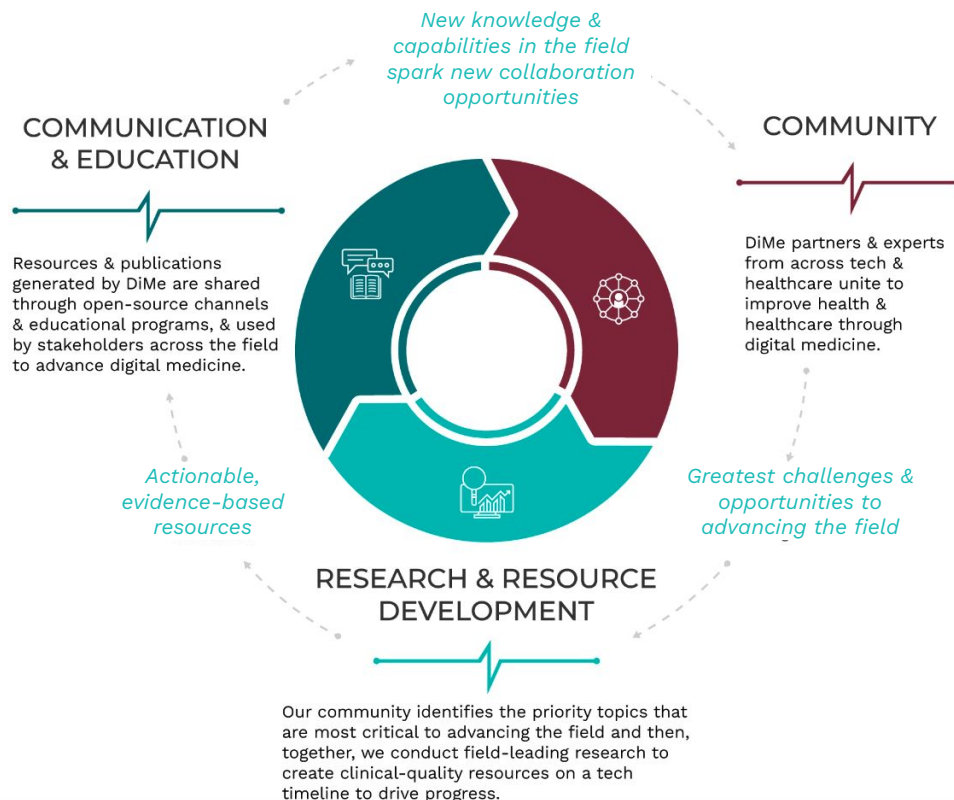 New knowledge &
capabilities in the field
spark new collaboration
opportunities
COMMUNICATION
& EDUCATION
Resources & publications
generated by DiMe are shared
through open-source channels
& educational programs, & used
by stakeholders across the field
to advance digital medicine.
COMMUNITY
DiMe partners & experts
from across tech &
healthcare unite to
improve health &
healthcare through
digital medicine.
Actionable,
evidence-based
resources
Greatest challenges &
opportunities to
advancing the field
RESEARCH & RESOURCE
DEVELOPMENT
Our community identifies the priority topics that
are most critical to advancing the field and then,
together, we conduct field-leading research to
create clinical-quality resources on a tech
timeline to drive progress.